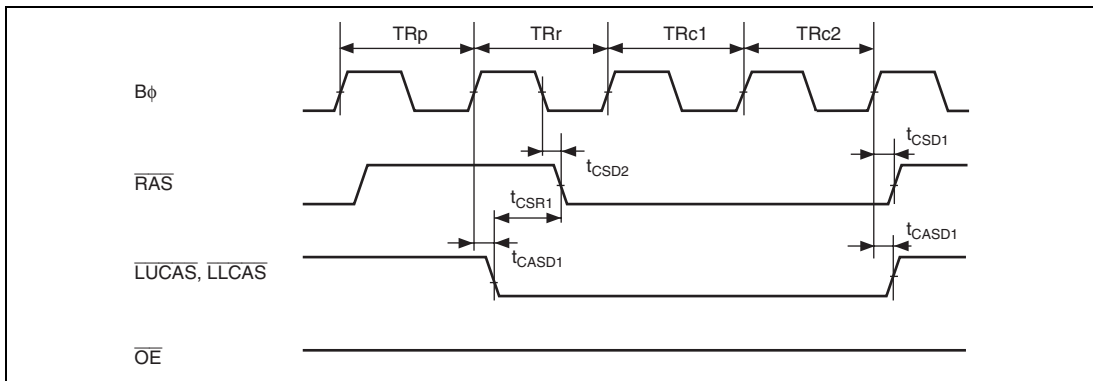 TRp TRr TRc1 TRc2
Bϕ
tCSD1
tCSD2
RAS
tCSR1
tCASD1
tCASD1
LUCAS, LLCAS
OE